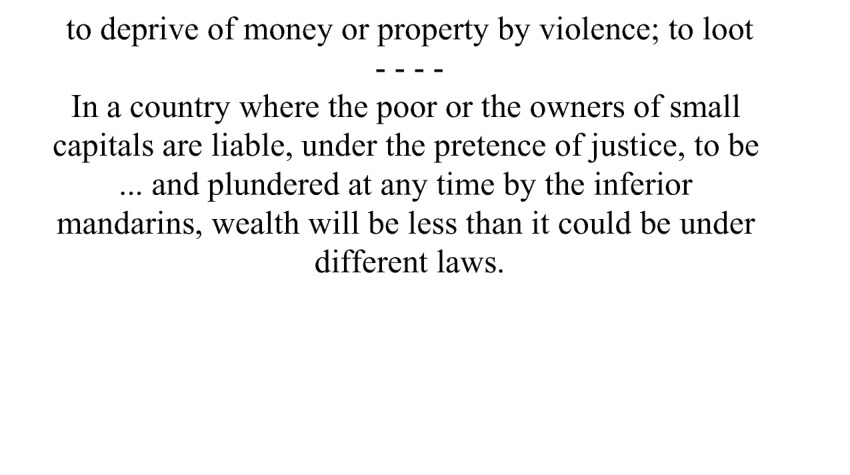 to deprive of money or property by violence; to loot
- - - -
In a country where the poor or the owners of small
capitals are liable, under the pretence of justice, to be
... and plundered at any time by the inferior
mandarins, wealth will be less than it could be under
different laws.